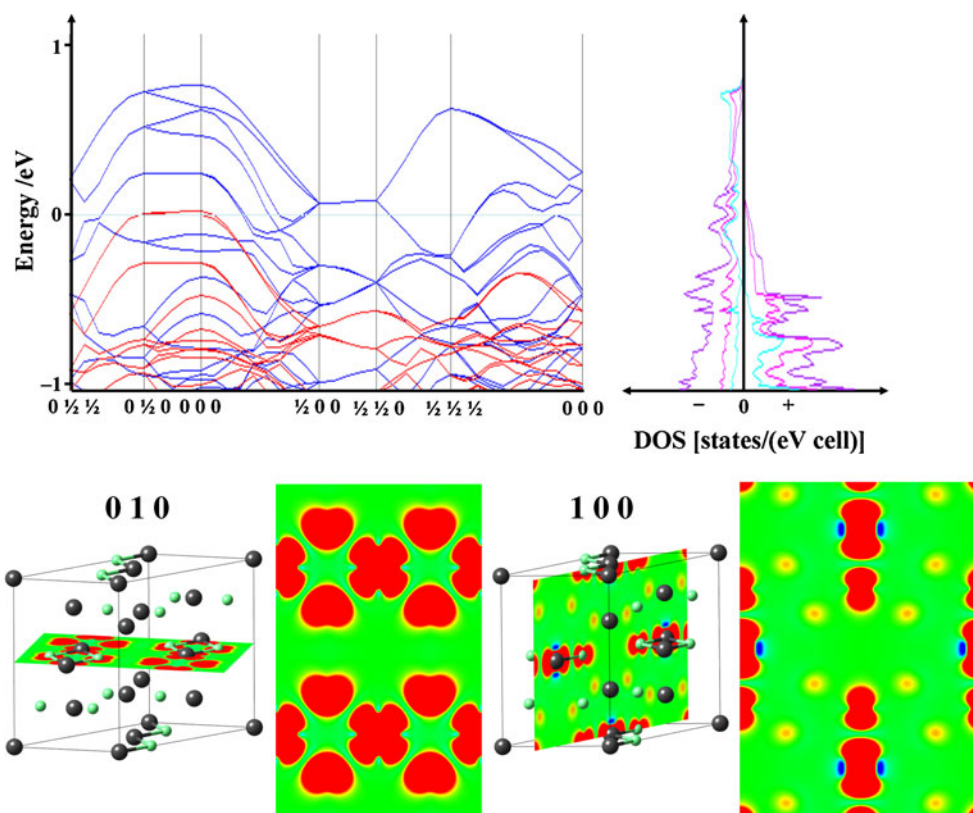 1
0
−1
Energy /eV
0 ½ ½ 0 ½ 0 0 0 0 ½ 0 0 ½ ½ 0 ½ ½ ½ 0 0 0
− 0 +
DOS [states/(eV cell)]
0 1 0
1 0 0